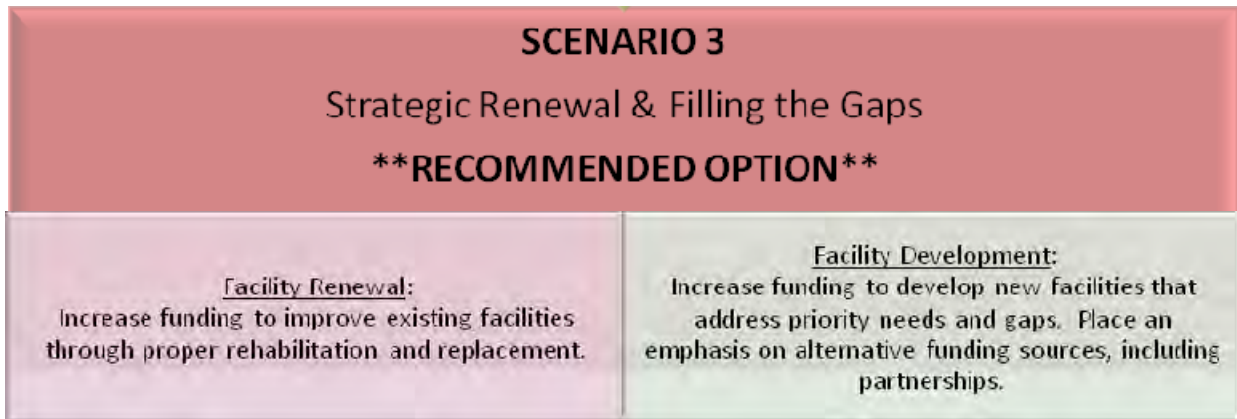 SCENARIO 3
Strategic Renewal & Filling the Gaps
**RECOMMENDED OPTION**
Facility Renewal:
Increase funding to improve existing facilities
through proper rehabilitation and replacement.
Facility Development:
Increase funding to develop new facilities that
address priority needs and gaps.  Place an
emphasis on alternative funding sources, including
partnerships.